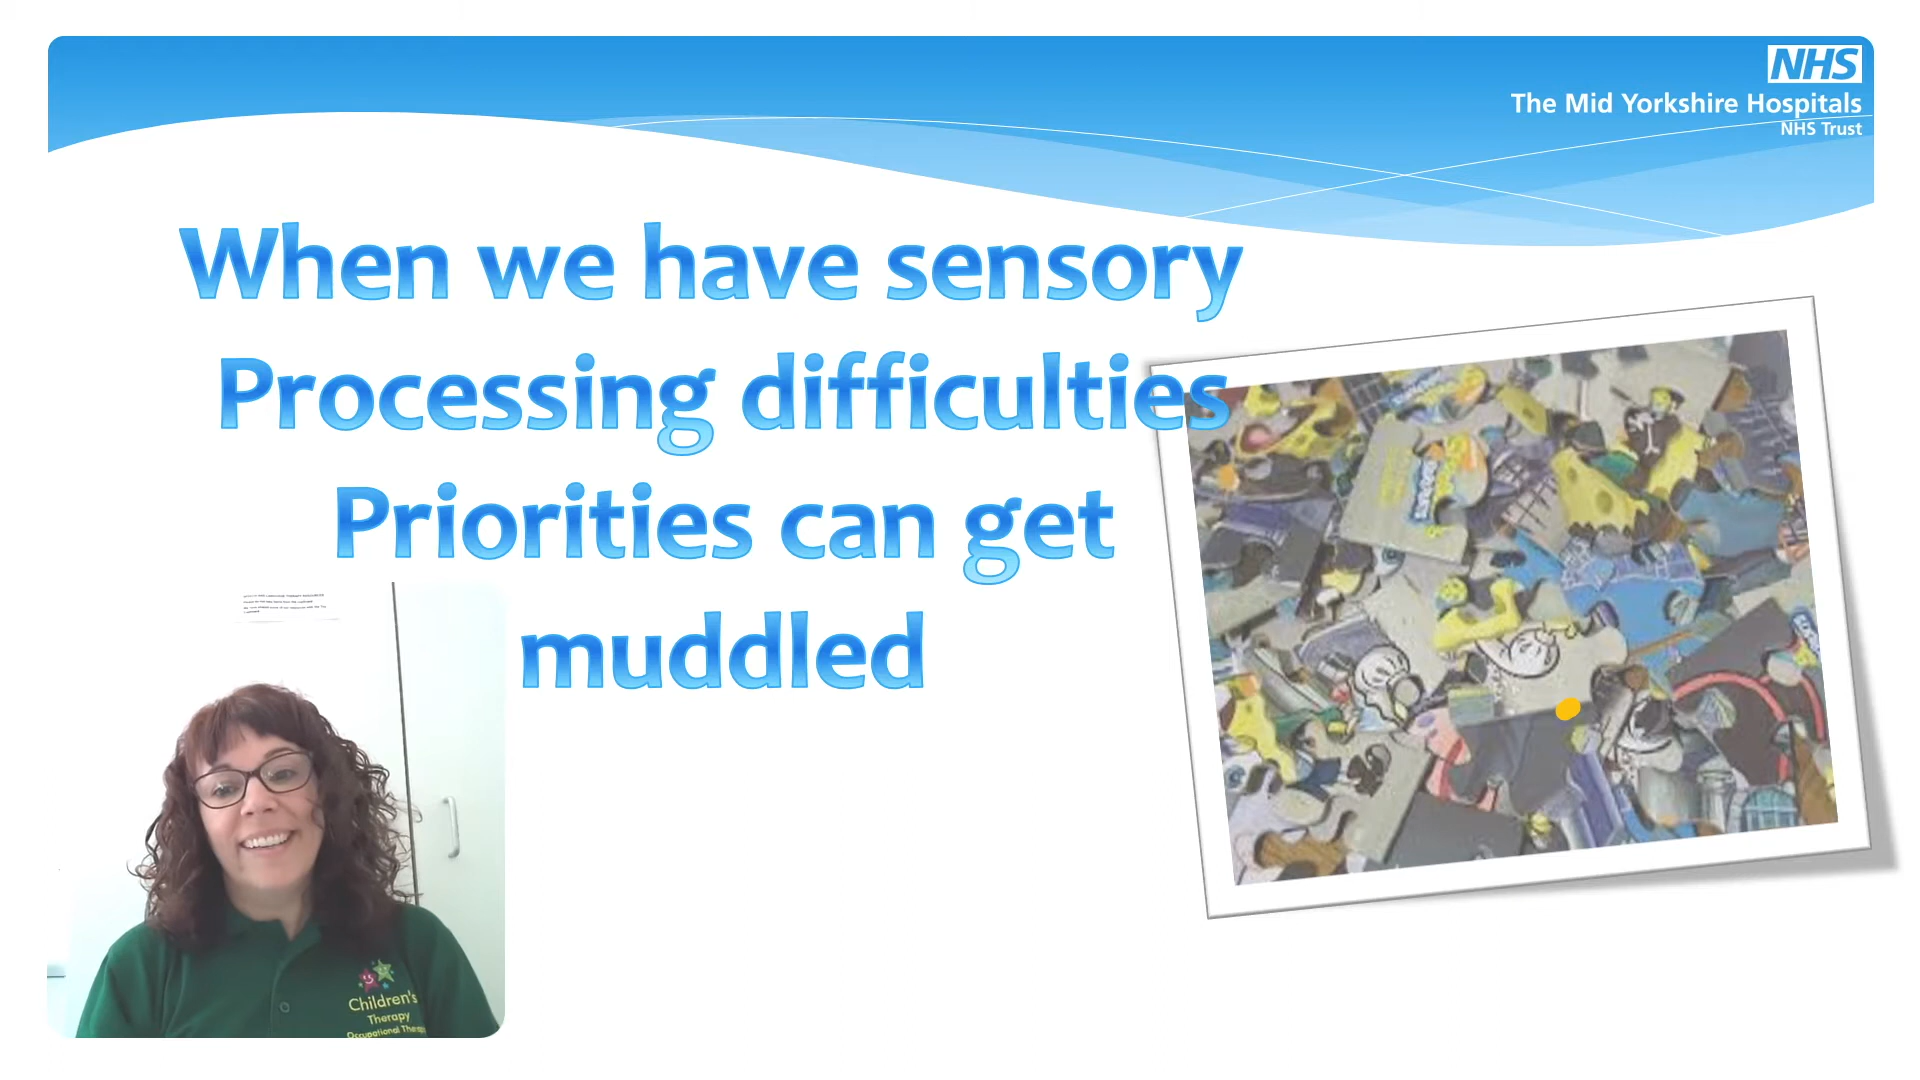 NHS
The Mid Yorkshire Hospitals
NHS Trust
When we have sensory
Processing difficulties
Priorities can get
muddled
Children's
Therapy
Occupational